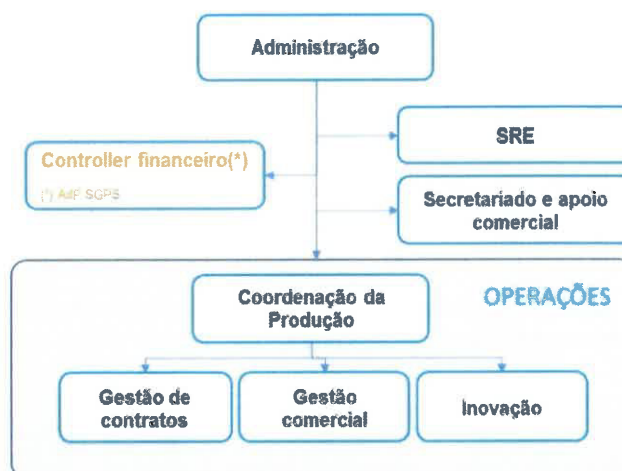 Administração
SRE
Controller financeiro(*)
(*) AdP SGPS
Secretariado e apoio
comercial
OPERAÇÕES
Coordenação da
Produção
Gestão de
contratos
Gestão
comercial
Inovação